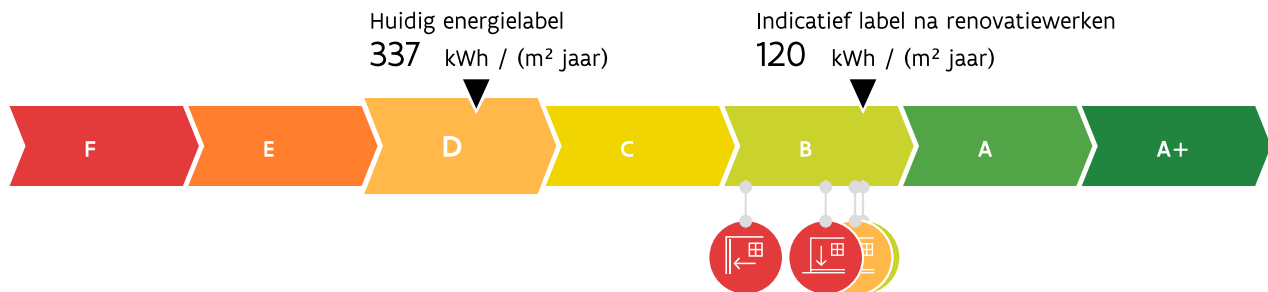 Huidig energielabel
337 kWh / (m² jaar)
Indicatief label na renovatiewerken
120 kWh / (m² jaar)
F E D C B A A+